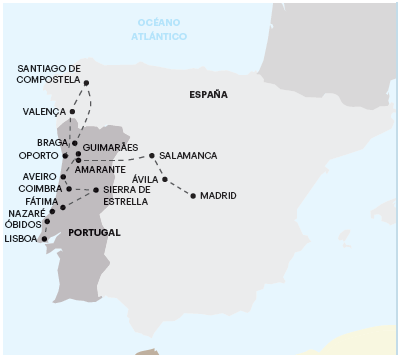 OCÉANO
ATLÁNTICO
SANTIAGO DE
COMPOSTELA
ESPAÑA
VALENÇA
BRAGA
GUIMARÃES
OPORTO
SALAMANCA
AMARANTE
AVEIRO
ÁVILA
COIMBRA
SIERRA DE
ESTRELLA
MADRID
FÁTIMA
NAZARÉ
ÓBIDOS
PORTUGAL
LISBOA